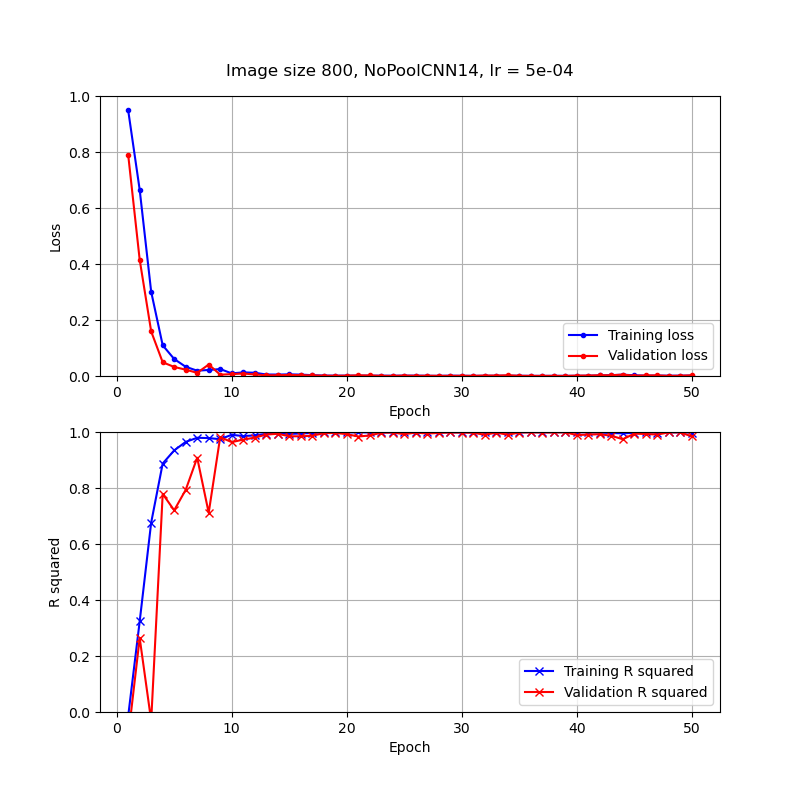 Image size 800, NoPoolCNN14, lr = 5e-04
1.0
0.8
0.6
0.4
0.2
0.0
Loss
Training loss
Validation loss
0 10 20 30 40 50
Epoch
1.0
0.8
0.6
0.4
0.2
0.0
R squared
Training R squared
Validation R squared
0 10 20 30 40 50
Epoch